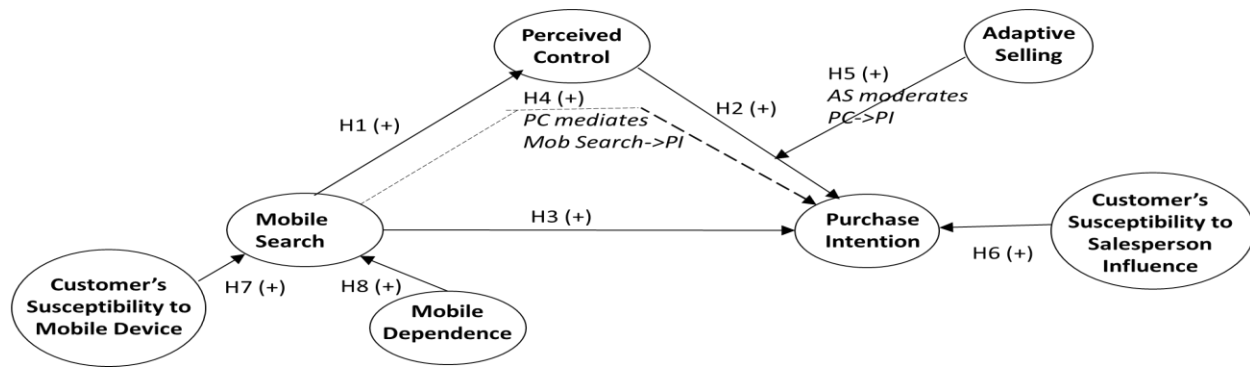 Perceived
Control
Adaptive
Selling
H5 (+)
AS moderates
PC->PI
H4 (+)
PC mediates
Mob Search->PI
H2 (+)
H1 (+)
Mobile
Search
H3 (+)
Purchase
Intention
Customer’s
Susceptibility to
Salesperson
Influence
H6 (+)
Customer’s
Susceptibility to
Mobile Device
H7 (+)
H8 (+)
Mobile
Dependence